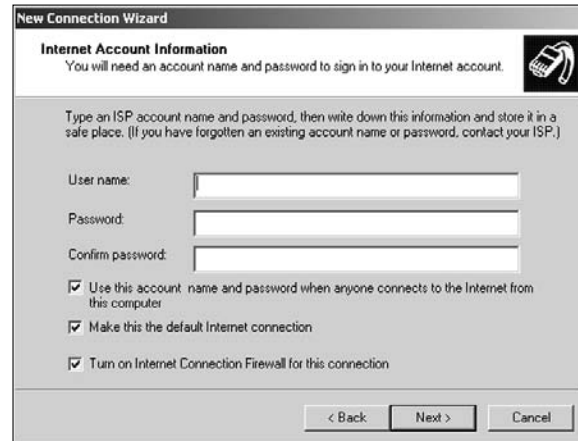 New Connection Wizard
Internet Account Information
You will need an account name and password to sign in to your Internet account.
Type an ISP account name and password, then write down this information and store it in a
safe place. (If you have forgotten an existing account name or password, contact your ISP.)
User name:
Password:
Confirm password:
Use this account name and password when anyone connects to the Internet from
this computer
Make this the default Internet connection
Turn on Internet Connection Firewall for this connection
< Back Next > Cancel